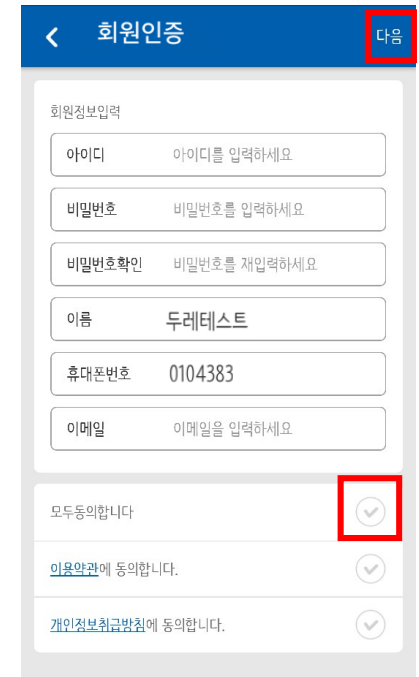 회원인증
다음
회원정보입력
아이디 아이디를 입력하세요
비밀번호 비밀번호를 입력하세요
비밀번호확인 비밀번호를 재입력하세요
이름 두레테스트
휴대폰번호 0104383
이메일 이메일을 입력하세요
모두동의합니다
이용약관에 동의합니다.
개인정보취급방침에 동의합니다.